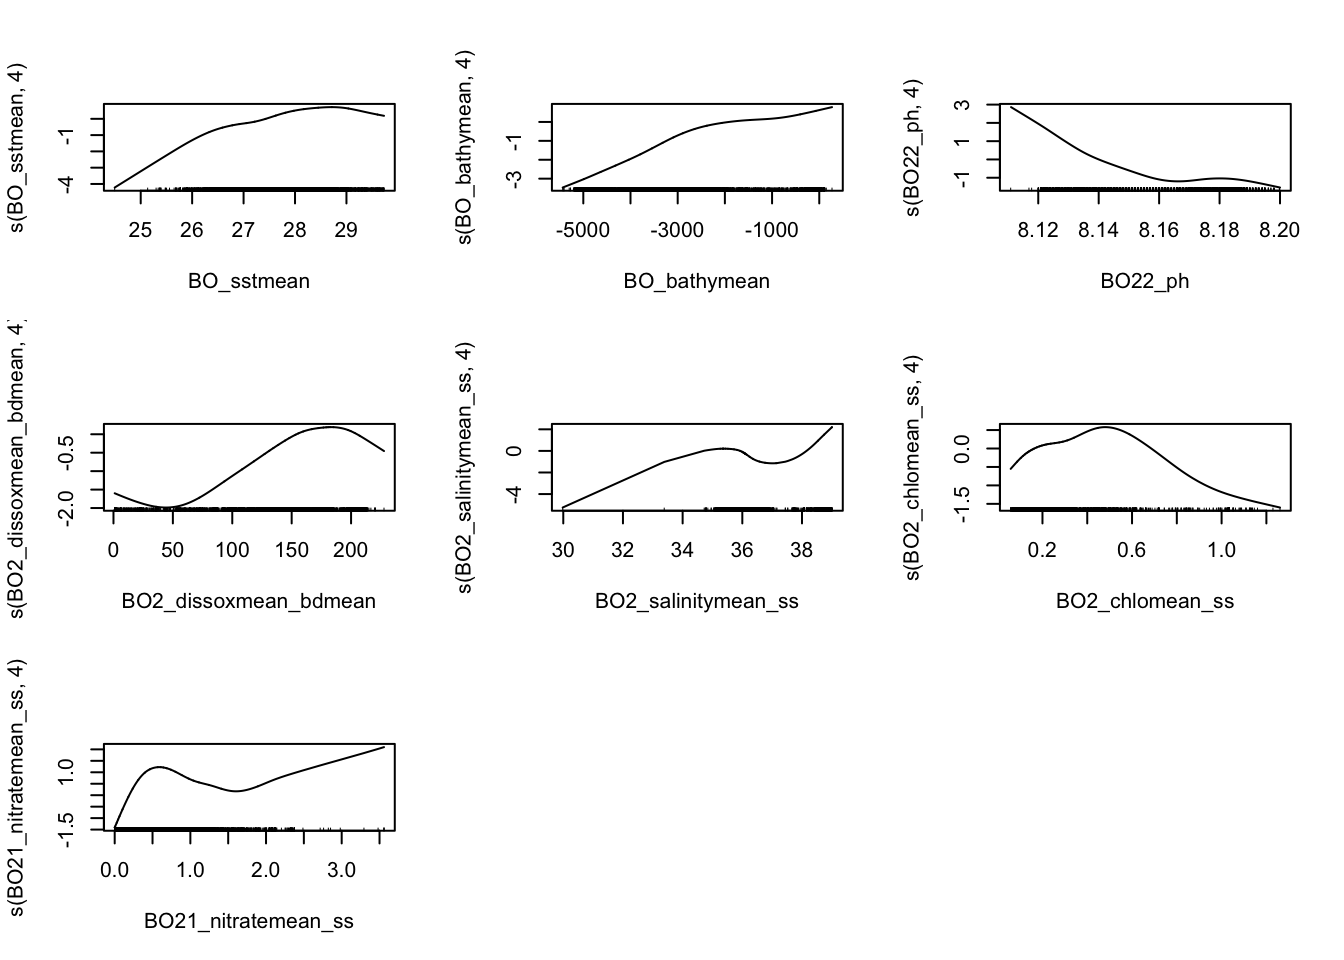 s(BO_sstmean, 4)
-1
-4
25 26 27 28 29
BO_sstmean
s(BO_bathymean, 4)
-1
-3
-5000 -3000 -1000
BO_bathymean
s(BO22_ph, 4)
3
1
-1
8.12 8.14 8.16 8.18 8.20
BO22_ph
s(BO2_dissoxmean_bdmean, 4)
-0.5
-2.0
0 50 100 150 200
BO2_dissoxmean_bdmean
s(BO2_salinitymean_ss, 4)
0
-4
30 32 34 36 38
BO2_salinitymean_ss
s(BO2_chlomean_ss, 4)
0.0
-1.5
0.2 0.6 1.0
BO2_chlomean_ss
s(BO21_nitratemean_ss, 4)
1.0
-1.5
0.0 1.0 2.0 3.0
BO21_nitratemean_ss